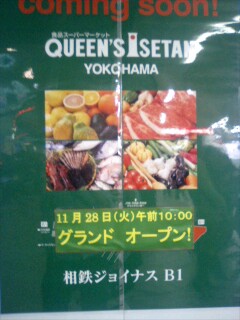 coming soon!
食品スーパーマーケット
QUEEN'S ISETAN
YOKOHAMA
11月28日(火)午前10:00
グランド オープン!
相鉄ジョイナス B1